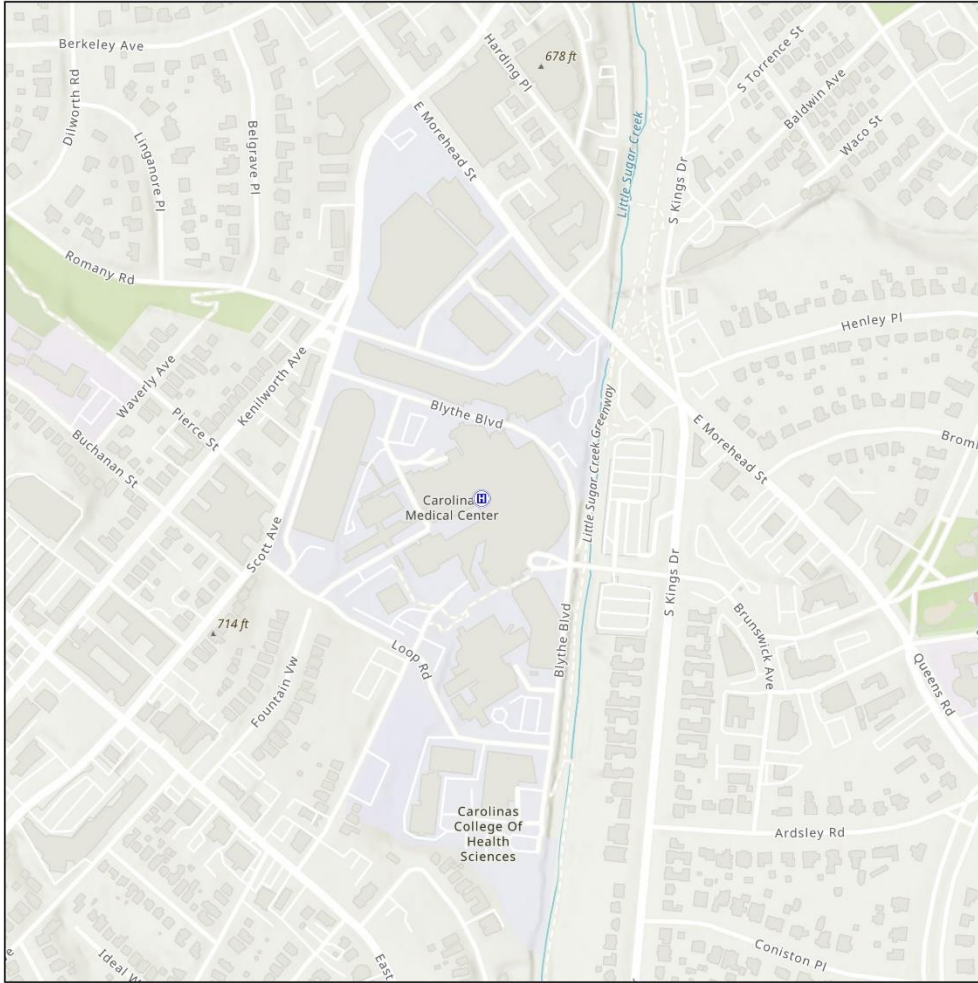 Berkeley Ave
Harding Pl
678 ft
S Torrence St
Dilworth Rd
Baldwin Ave
Linganore Pl
Belgrave Pl
E Morehead St
Waco St
Little Sugar Creek
S Kings Dr
Romany Rd
Henley Pl
Waverly Ave
Kenilworth Ave
Pierce St
Blythe Blvd
Buchanan St
E Morehead St
Little Sugar Creek Greenway
Medical Center
H
Scott Ave
S Kings Dr
714 ft
Loop Rd
Blythe Blvd
Brunswick Ave
Fountain Vw
Queens Rd
Carolinas
College Of
Health
Sciences
Ardsley Rd
Coniston Pl
Ideal
East